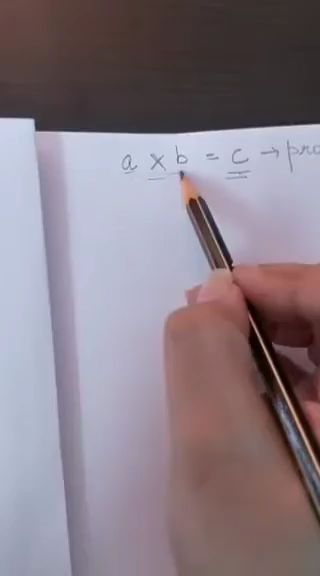 a x b = c → pro